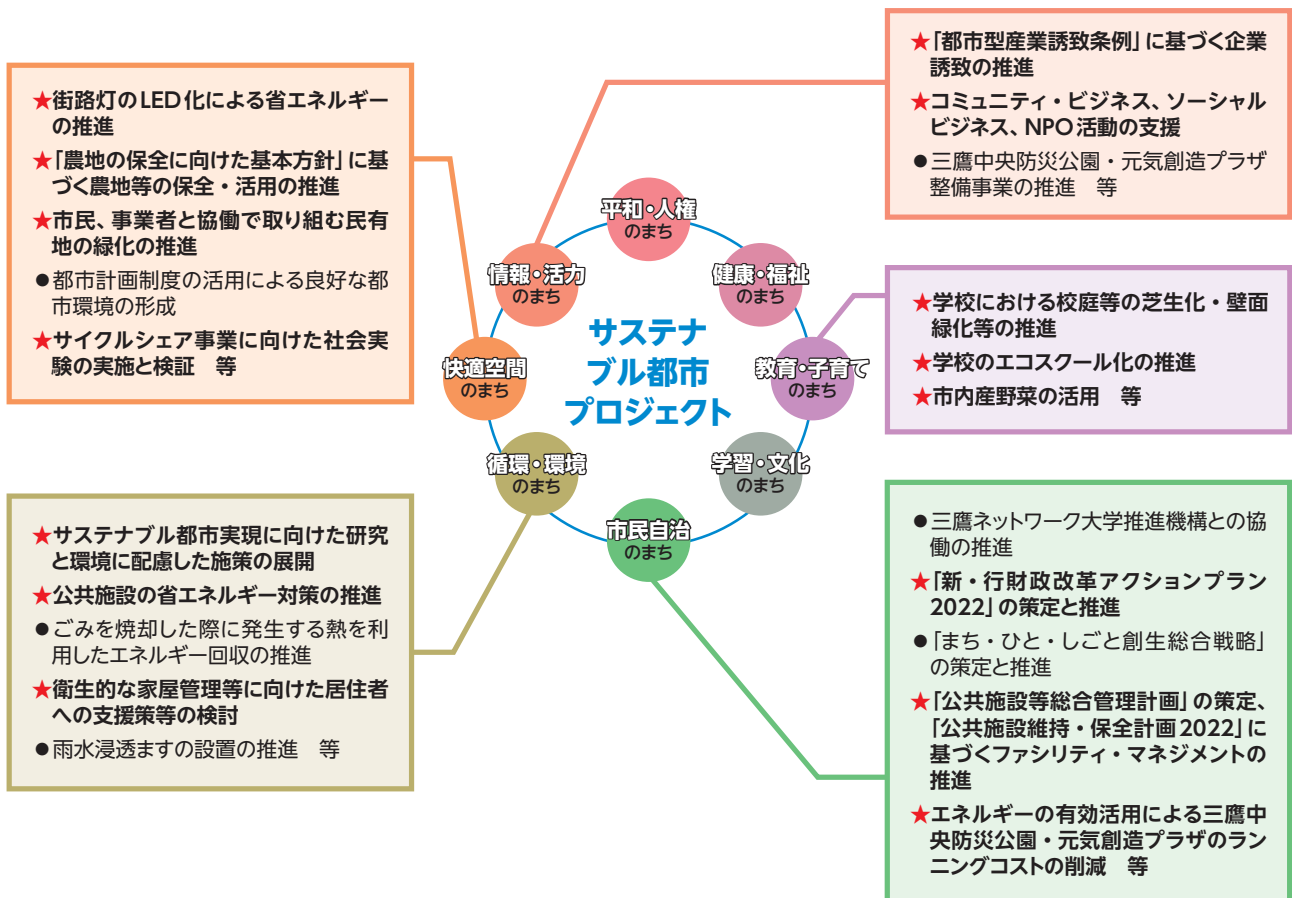 ★街路灯のLED化による省エネルギー
の推進
★「農地の保全に向けた基本方針」に基
づく農地等の保全・活用の推進
★市民、事業者と協働で取り組む民有
地の緑化の推進
●都市計画制度の活用による良好な都
市環境の形成
★サイクルシェア事業に向けた社会実
験の実施と検証　等
★サステナブル都市実現に向けた研究
と環境に配慮した施策の展開
★公共施設の省エネルギー対策の推進
●ごみを焼却した際に発生する熱を利
用したエネルギー回収の推進
★衛生的な家屋管理等に向けた居住者
への支援策等の検討
●雨水浸透ますの設置の推進　等
平和・人権
のまち
情報・活力
のまち
健康・福祉
のまち
サステナ
ブル都市
プロジェクト
快適空間
のまち
教育・子育て
のまち
循環・環境
のまち
学習・文化
のまち
市民自治
のまち
★「都市型産業誘致条例」に基づく企業
誘致の推進
★コミュニティ・ビジネス、ソーシャル
ビジネス、NPO活動の支援
●三鷹中央防災公園・元気創造プラザ
整備事業の推進　等
★学校における校庭等の芝生化・壁面
緑化等の推進
★学校のエコスクール化の推進
★市内産野菜の活用　等
●三鷹ネットワーク大学推進機構との協
働の推進
★「新・行財政改革アクションプラン
2022」の策定と推進
●「まち・ひと・しごと創生総合戦略」
の策定と推進
★「公共施設等総合管理計画」の策定、
「公共施設維持・保全計画2022」に
基づくファシリティ・マネジメントの
推進
★エネルギーの有効活用による三鷹中
央防災公園・元気創造プラザのラン
ニングコストの削減　等